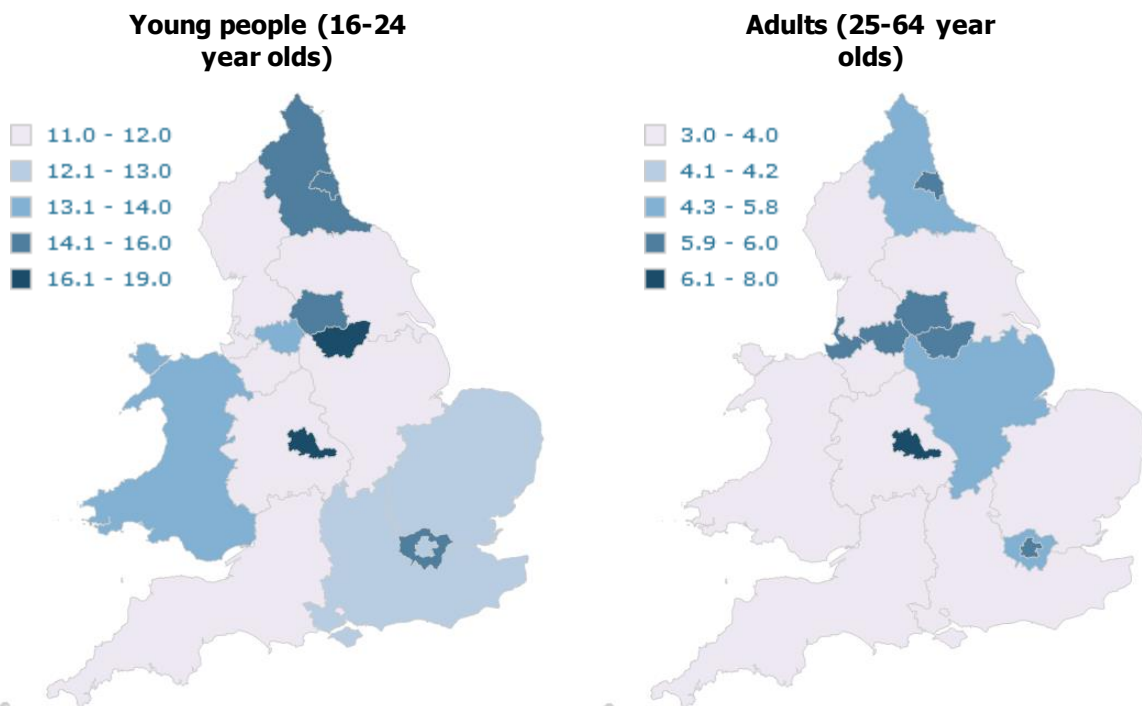 Young people (16-24
year olds)
11.0 - 12.0
12.1 - 13.0
13.1 - 14.0
14.1 - 16.0
16.1 - 19.0
Adults (25-64 year
olds)
3.0 - 4.0
4.1 - 4.2
4.3 - 5.8
5.9 - 6.0
6.1 - 8.0